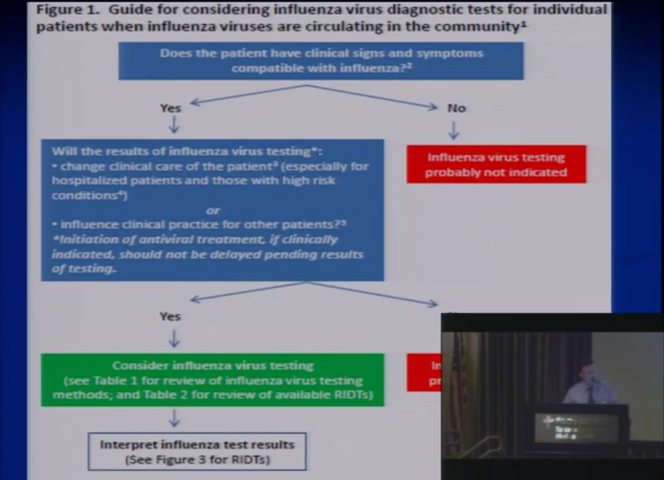 Figure 1. Guide for considering influenza virus diagnostic tests for individual
patients when influenza viruses are circulating in the community¹
Does the patient have clinical signs and symptoms
compatible with influenza?²
Yes
No
Will the results of influenza virus testing*:
• change clinical care of the patient³ (especially for
hospitalized patients and those with high risk
conditions⁴)
or
• influence clinical practice for other patients?⁵
*Initiation of antiviral treatment, if clinically
indicated, should not be delayed pending results
of testing.
Influenza virus testing
probably not indicated
Yes
Consider influenza virus testing
(see Table 1 for review of influenza virus testing
methods; and Table 2 for review of available RIDTs)
Interpret influenza test results
(See Figure 3 for RIDTs)